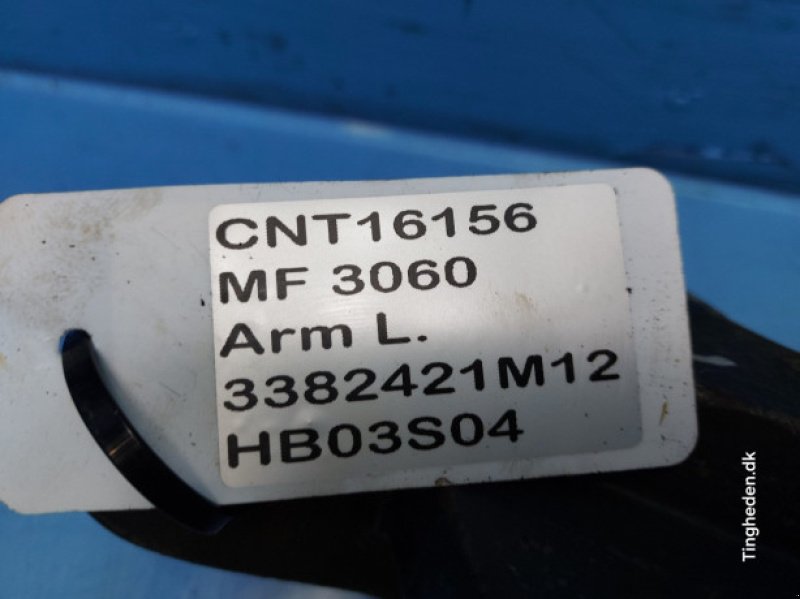 CNT16156
MF 3060
Arm L.
3382421M12
HB03S04
Tingheden.dk